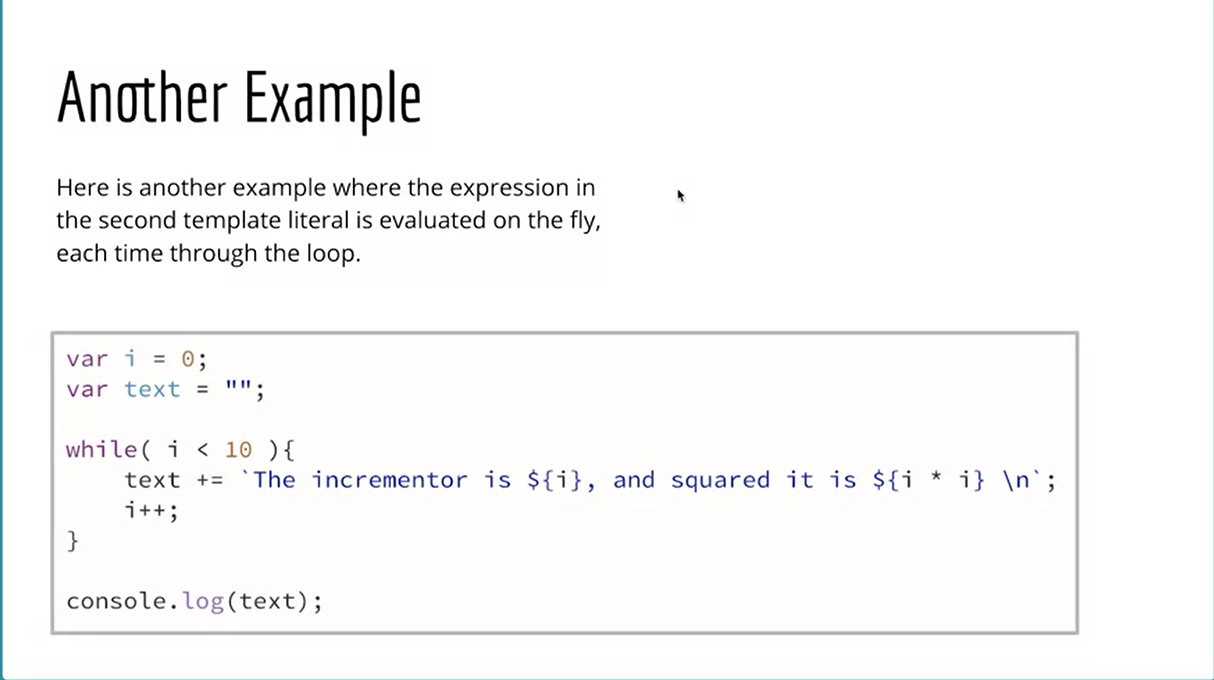 Another Example
Here is another example where the expression in
the second template literal is evaluated on the fly,
each time through the loop.
var i = 0;
var text = "";
while( i < 10 ){
text += `The incrementor is ${i}, and squared it is ${i * i} \n`;
i++;
}
console.log(text);